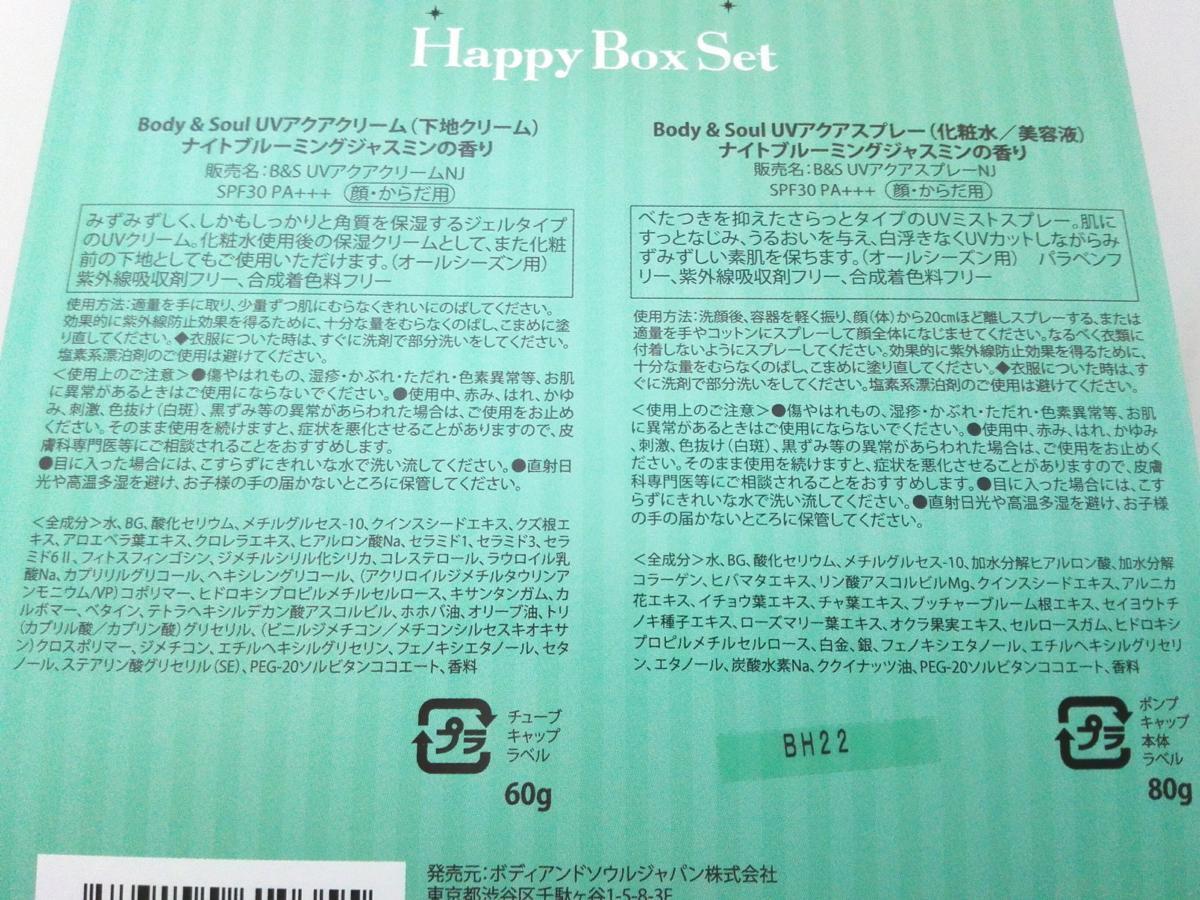 Happy Box Set
Body & Soul UVアクアクリーム（下地クリーム）
ナイトブルーミングジャスミンの香り
販売名：B&S UVアクアクリームNJ
SPF30 PA+++ 顔・からだ用
みずみずしく、しかもしっかりと角質を保湿するジェルタイプ
のUVクリーム。化粧水使用後の保湿クリームとして、また化粧
前の下地としてもご使用いただけます。（オールシーズン用）
紫外線吸収剤フリー、合成着色料フリー
使用方法：適量を手に取り、少量ずつ肌にむらなくきれいにのばしてください。
効果的に紫外線防止効果を得るために、十分な量をむらなくのばし、こまめに塗
り直してください。◆衣服についた時は、すぐに洗剤で部分洗いをしてください。
塩素系漂泊剤のご使用は避けてください。
＜使用上のご注意＞●傷やはれもの、湿疹・かぶれ・ただれ・色素異常等、お肌
に異常があるときはご使用にならないでください。●使用中、赤み、はれ、かゆ
み、刺激、色抜け（白斑）、黒ずみ等の異常があらわれた場合は、ご使用をお止め
ください。そのまま使用を続けますと、症状を悪化させることがありますので、皮
膚科専門医等にご相談されることをおすすめします。
●目に入った場合には、こすらずにきれいな水で洗い流してください。●直射日
光や高温多湿を避け、お子様の手の届かないところに保管してください。
＜全成分＞水、BG、酸化セリウム、メチルグルセス-10、クインスシードエキス、クズ根エ
キス、アロエベラ葉エキス、クロレラエキス、ヒアルロン酸Na、セラミド1、セラミド3、セラ
ミド6Ⅱ、フィトスフィンゴシン、ジメチルシリル化シリカ、コレステロール、ラウロイル乳
酸Na、カプリリルグリコール、ヘキシレングリコール、（アクリロイルジメチルタウリンア
ンモニウム/VP）コポリマー、ヒドロキシプロピルメチルセルロース、キサンタンガム、カ
ルボマー、ベタイン、テトラヘキシルデカン酸アスコルビル、ホホバ油、オリーブ油、トリ
（カプリル酸／カプリン酸）グリセリル、（ビニルジメチコン／メチコンシルセスキオキサ
ン）クロスポリマー、ジメチコン、エチルヘキシルグリセリン、フェノキシエタノール、セタ
ノール、ステアリン酸グリセリル（SE）、PEG-20ソルビタンココエート、香料
プラ
チューブ
キャップ
ラベル
60g
Body & Soul UVアクアスプレー（化粧水／美容液）
ナイトブルーミングジャスミンの香り
販売名：B&S UVアクアスプレーNJ
SPF30 PA+++ 顔・からだ用
べたつきを抑えたさらっとタイプのUVミストスプレー。肌に
すっとなじみ、うるおいを与え、白浮きなくUVカットしながらみ
ずみずしい素肌を保ちます。（オールシーズン用） パラベンフ
リー、紫外線吸収剤フリー、合成着色料フリー
使用方法：洗顔後、容器を軽く振り、顔（体）から20㎝ほど離しスプレーする、または
適量を手やコットンにスプレーして顔全体になじませてください。なるべく衣類に
付着しないようにスプレーしてください。効果的に紫外線防止効果を得るために、
十分な量をむらなくのばし、こまめに塗り直してください。◆衣服についた時は、す
ぐに洗剤で部分洗いをしてください。塩素系漂泊剤のご使用は避けてください。
＜使用上のご注意＞●傷やはれもの、湿疹・かぶれ・ただれ・色素異常等、お肌
に異常があるときはご使用にならないでください。●使用中、赤み、はれ、かゆみ
、刺激、色抜け（白斑）、黒ずみ等の異常があらわれた場合は、ご使用をお止めく
ださい。そのまま使用を続けますと、症状を悪化させることがありますので、皮膚
科専門医等にご相談されることをおすすめします。●目に入った場合には、こす
らずにきれいな水で洗い流してください。●直射日光や高温多湿を避け、お子様
の手の届かないところに保管してください。
＜全成分＞水、BG、酸化セリウム、メチルグルセス-10、加水分解ヒアルロン酸、加水分解
コラーゲン、ヒバマタエキス、リン酸アスコルビルMg、クインスシードエキス、アルニカ
花エキス、イチョウ葉エキス、チャ葉エキス、ブッチャーブルーム根エキス、セイヨウトチ
ノキ種子エキス、ローズマリー葉エキス、オクラ果実エキス、セルロースガム、ヒドロキシ
プロピルメチルセルロース、白金、銀、フェノキシエタノール、エチルヘキシルグリセリ
ン、エタノール、炭酸水素Na、ククイナッツ油、PEG-20ソルビタンココエート、香料
BH22
プラ
ポンプ
キャップ
本体
ラベル
80g
発売元：ボディアンドソウルジャパン株式会社
東京都渋谷区千駄ヶ谷1-5-8-3F